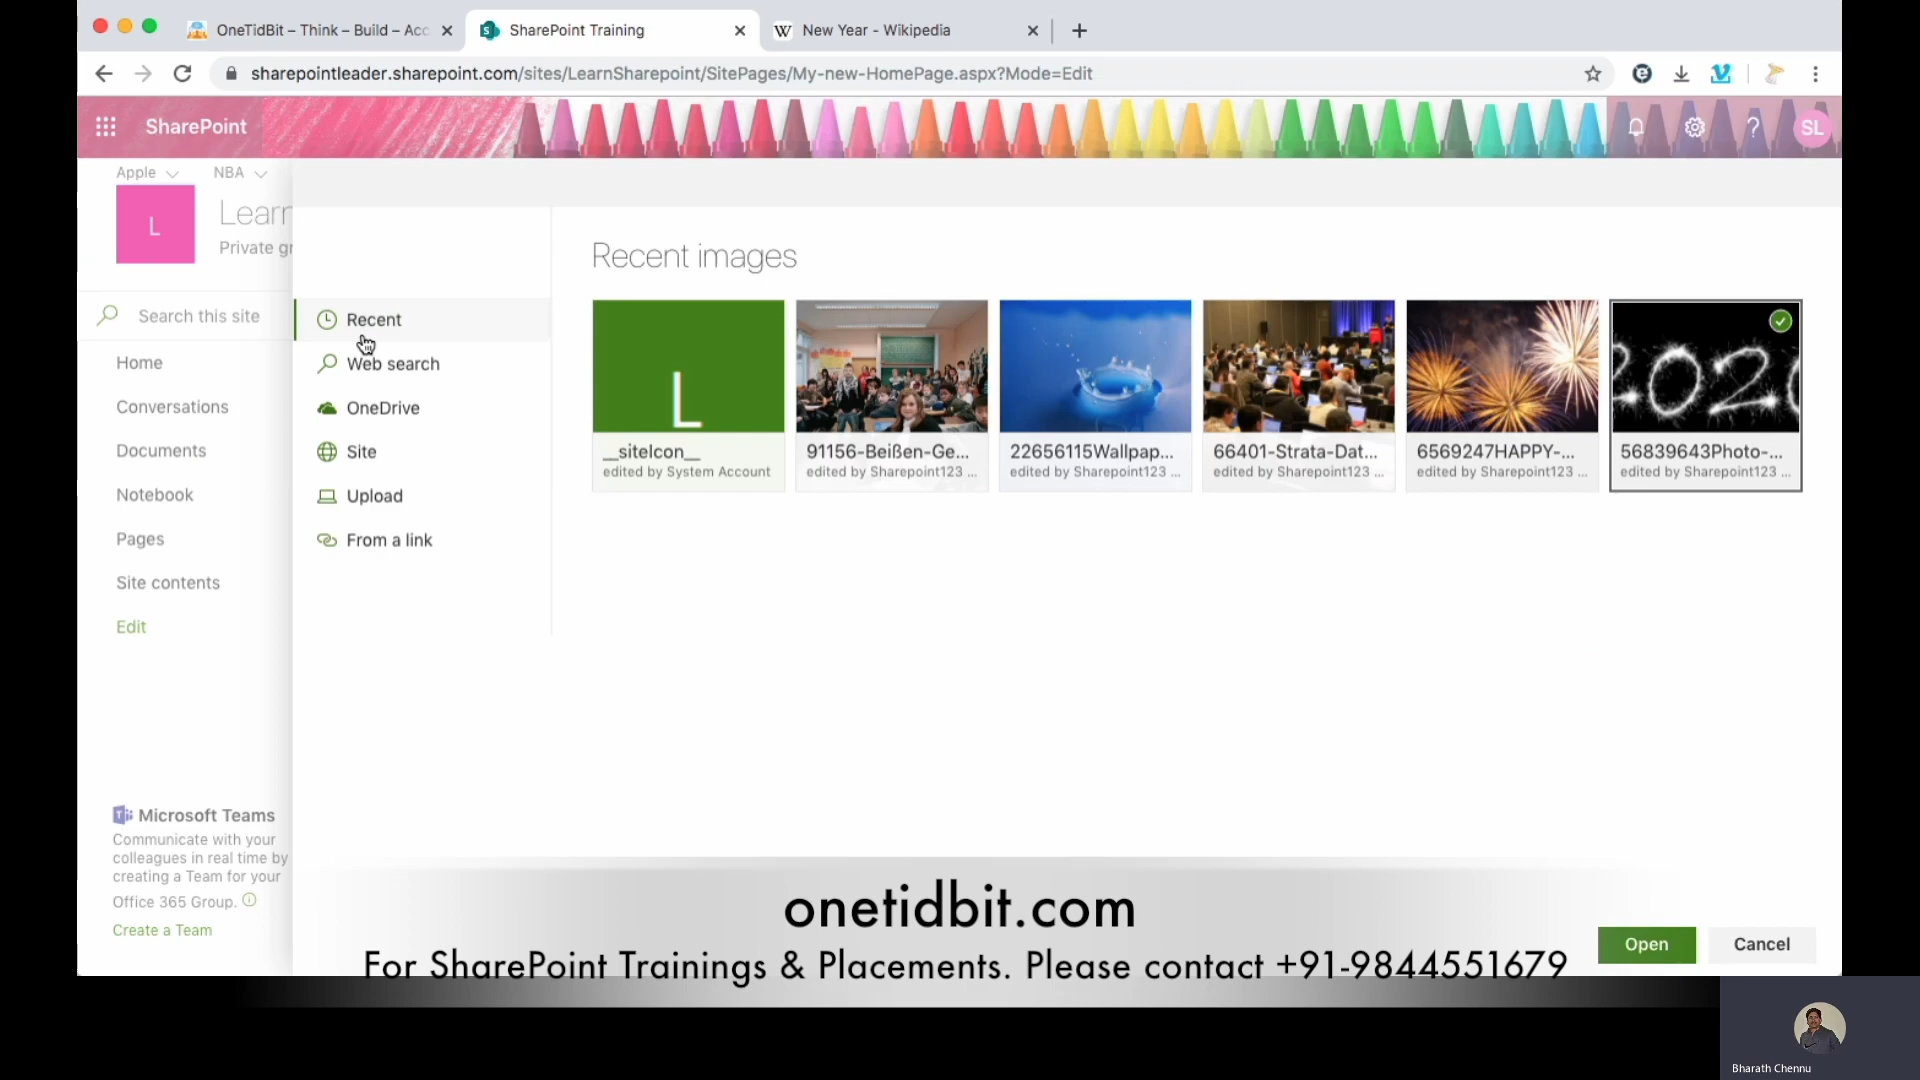 OneTidBit – Think – Build – Acc
SharePoint Training
New Year - Wikipedia
sharepointleader.sharepoint.com/sites/LearnSharepoint/SitePages/My-new-HomePage.aspx?Mode=Edit
SharePoint
SL
Apple
NBA
L
Learn
Private gr
Search this site
Home
Conversations
Documents
Notebook
Pages
Site contents
Edit
Microsoft Teams
Communicate with your
colleagues in real time by
creating a Team for your
Office 365 Group.
Create a Team
Recent
Web search
OneDrive
Site
Upload
From a link
Recent images
L
__siteIcon__
edited by System Account
91156-Beißen-Ge...
edited by Sharepoint123 ...
22656115Wallpap...
edited by Sharepoint123 ...
66401-Strata-Dat...
edited by Sharepoint123 ...
6569247HAPPY-...
edited by Sharepoint123 ...
2020
56839643Photo-...
edited by Sharepoint123 ...
onetidbit.com
For SharePoint Trainings & Placements. Please contact +91-9844551679
Open
Cancel
Bharath Chennu